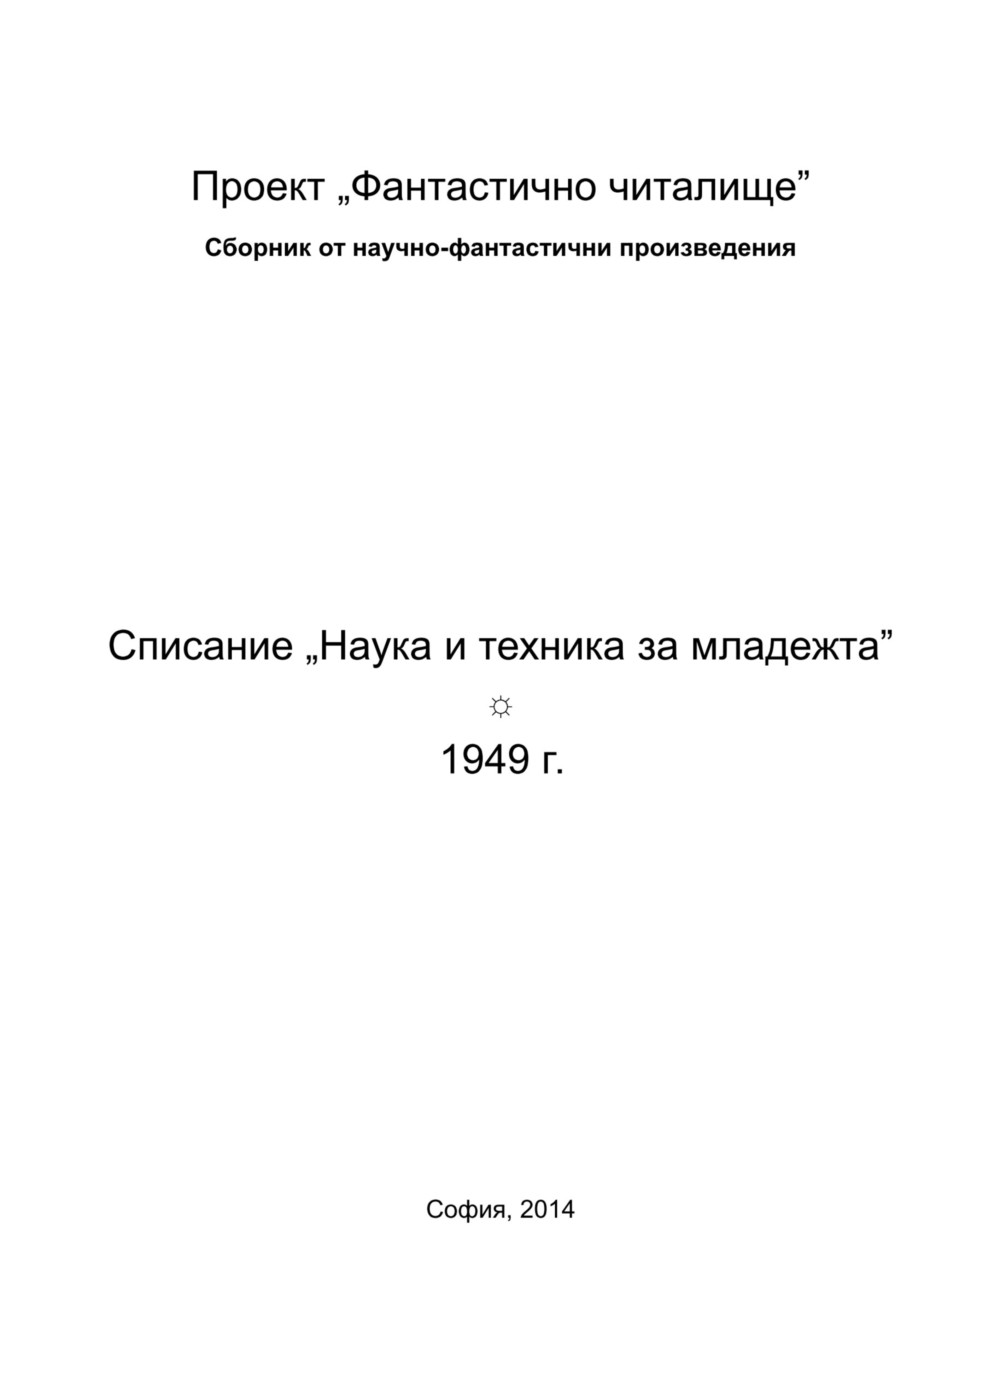 Проект „Фантастично читалище”
Сборник от научно-фантастични произведения
Списание „Наука и техника за младежта”
☼
1949 г.
София, 2014